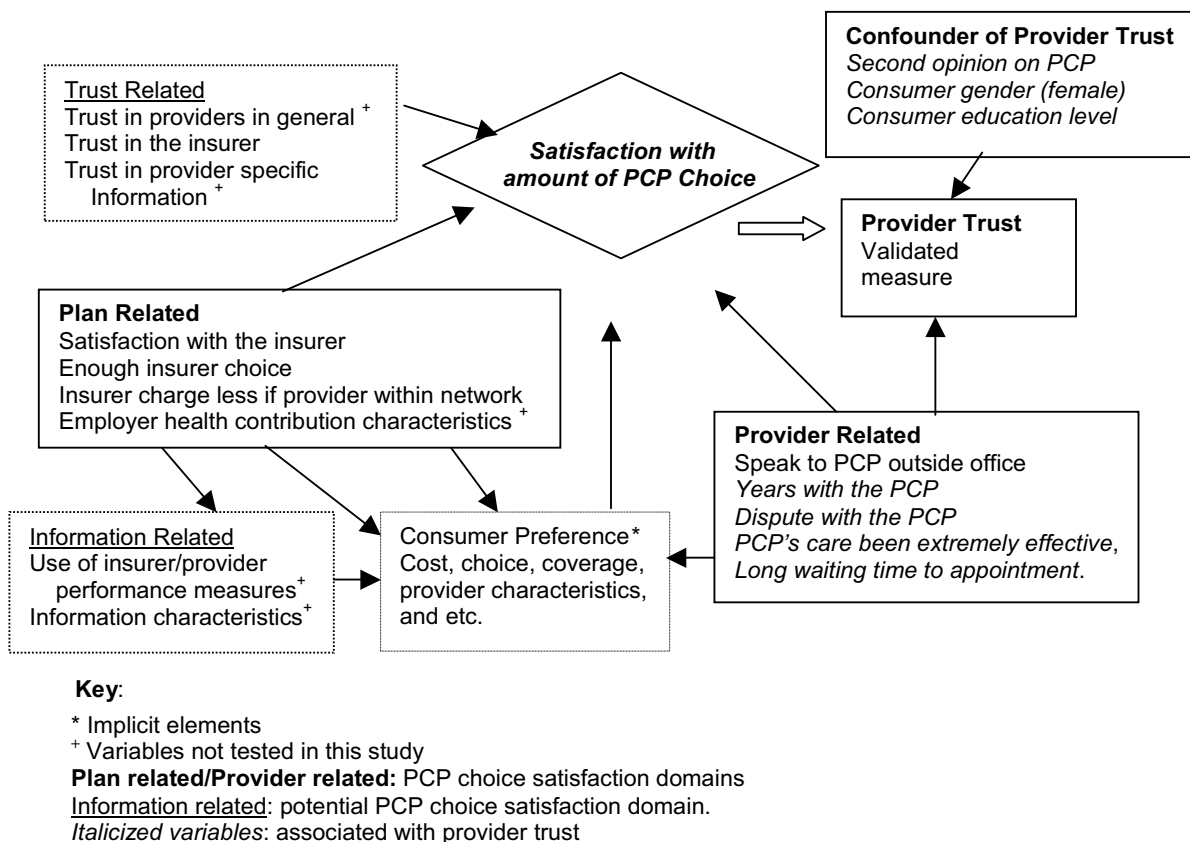 Trust Related
Trust in providers in general +
Trust in the insurer
Trust in provider specific
Information +
Satisfaction with
amount of PCP Choice
Confounder of Provider Trust
Second opinion on PCP
Consumer gender (female)
Consumer education level
Provider Trust
Validated
measure
Plan Related
Satisfaction with the insurer
Enough insurer choice
Insurer charge less if provider within network
Employer health contribution characteristics +
Provider Related
Speak to PCP outside office
Years with the PCP
Dispute with the PCP
PCP's care been extremely effective,
Long waiting time to appointment.
Information Related
Use of insurer/provider
performance measures+
Information characteristics+
Consumer Preference*
Cost, choice, coverage,
provider characteristics,
and etc.
Key:
* Implicit elements
+ Variables not tested in this study
Plan related/Provider related: PCP choice satisfaction domains
Information related: potential PCP choice satisfaction domain.
Italicized variables: associated with provider trust